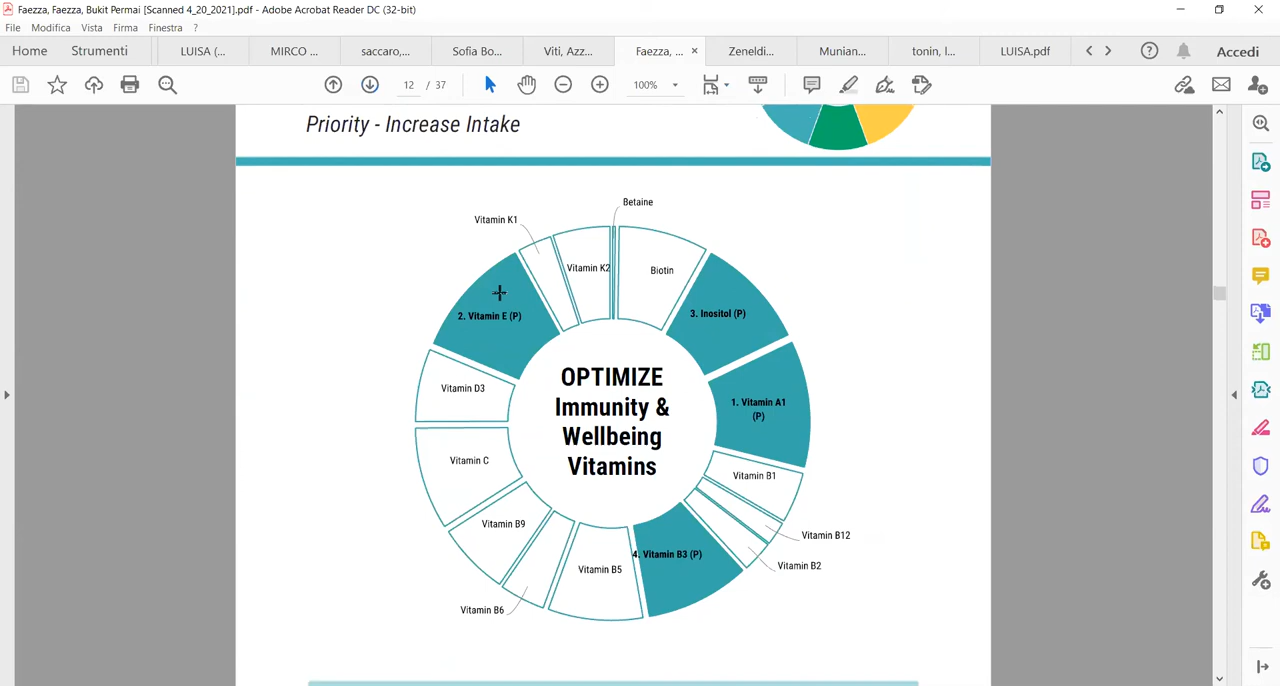 Faezza, Faezza, Bukit Permai [Scanned 4_20_2021].pdf - Adobe Acrobat Reader DC (32-bit)
File Modifica Vista Firma Finestra ?
Home Strumenti LUISA (... MIRCO ... saccaro,... Sofia Bo... Viti, Azz... Faezza, ... × Zeneldi... Munian... tonin, l... LUISA.pdf Accedi
12 / 37 100%
Priority - Increase Intake
Betaine
Vitamin K1
Vitamin K2
Biotin
2. Vitamin E (P)
3. Inositol (P)
Vitamin D3
1. Vitamin A1
(P)
OPTIMIZE
Immunity &
Wellbeing
Vitamins
Vitamin C
Vitamin B1
Vitamin B9
Vitamin B12
4. Vitamin B3 (P)
Vitamin B5
Vitamin B2
Vitamin B6